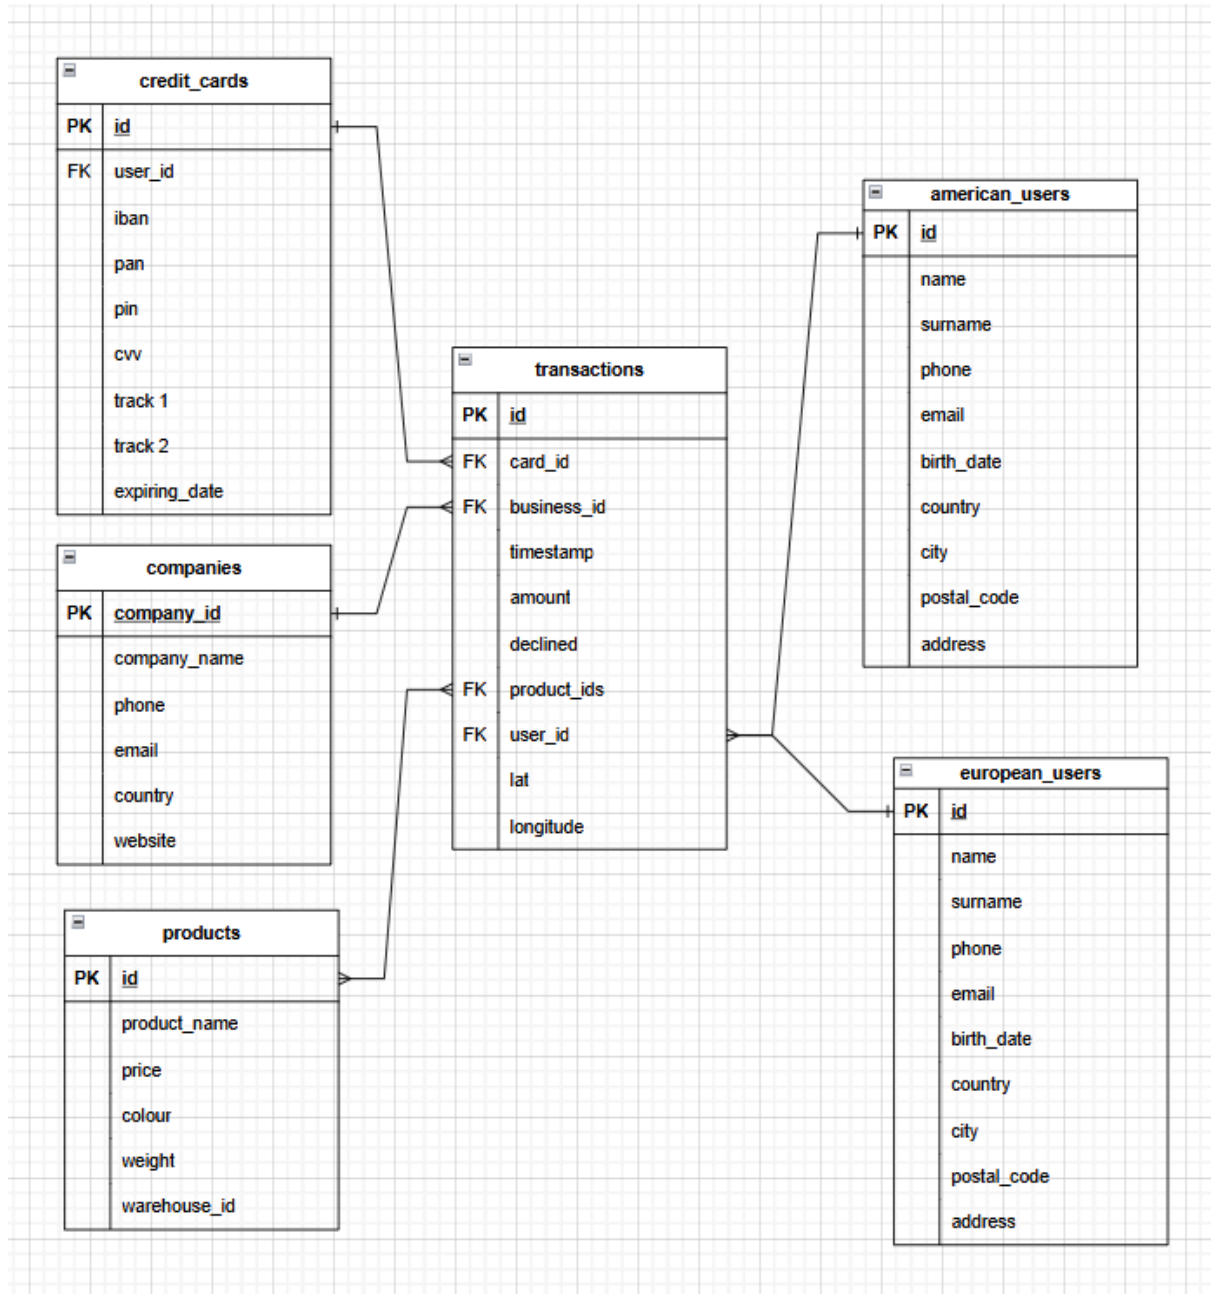 credit_cards
PK id
FK user_id
iban
pan
pin
cvv
track 1
track 2
expiring_date
companies
PK company_id
company_name
phone
email
country
website
products
PK id
product_name
price
colour
weight
warehouse_id
transactions
PK id
FK card_id
FK business_id
timestamp
amount
declined
FK product_ids
FK user_id
lat
longitude
american_users
PK id
name
surname
phone
email
birth_date
country
city
postal_code
address
european_users
PK id
name
surname
phone
email
birth_date
country
city
postal_code
address